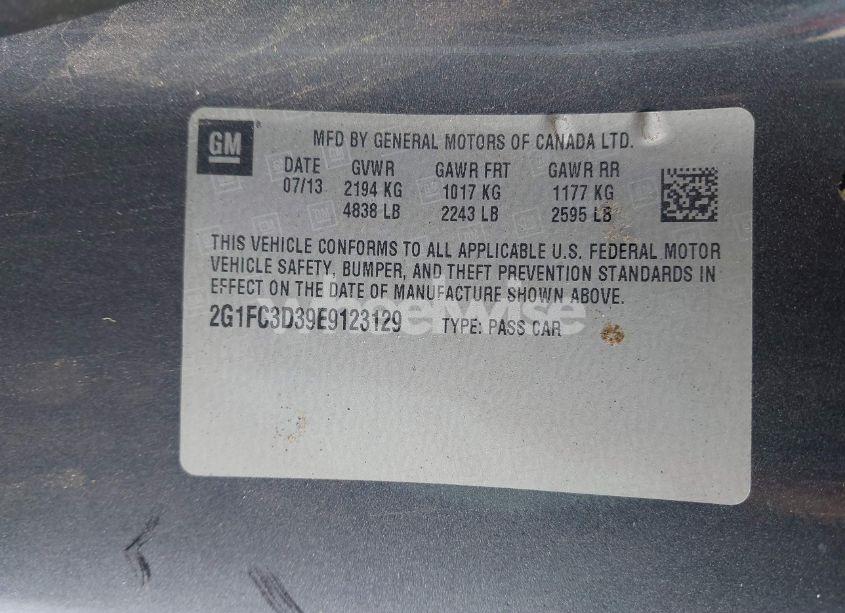 GM MFD BY GENERAL MOTORS OF CANADA LTD.
DATE GVWR GAWR FRT GAWR RR
07/13 2194 KG 1017 KG 1177 KG
4838 LB 2243 LB 2595 LB
THIS VEHICLE CONFORMS TO ALL APPLICABLE U.S. FEDERAL MOTOR
VEHICLE SAFETY, BUMPER, AND THEFT PREVENTION STANDARDS IN
EFFECT ON THE DATE OF MANUFACTURE SHOWN ABOVE.
wheelwise
2G1FC3D39E9123129 TYPE: PASS CAR